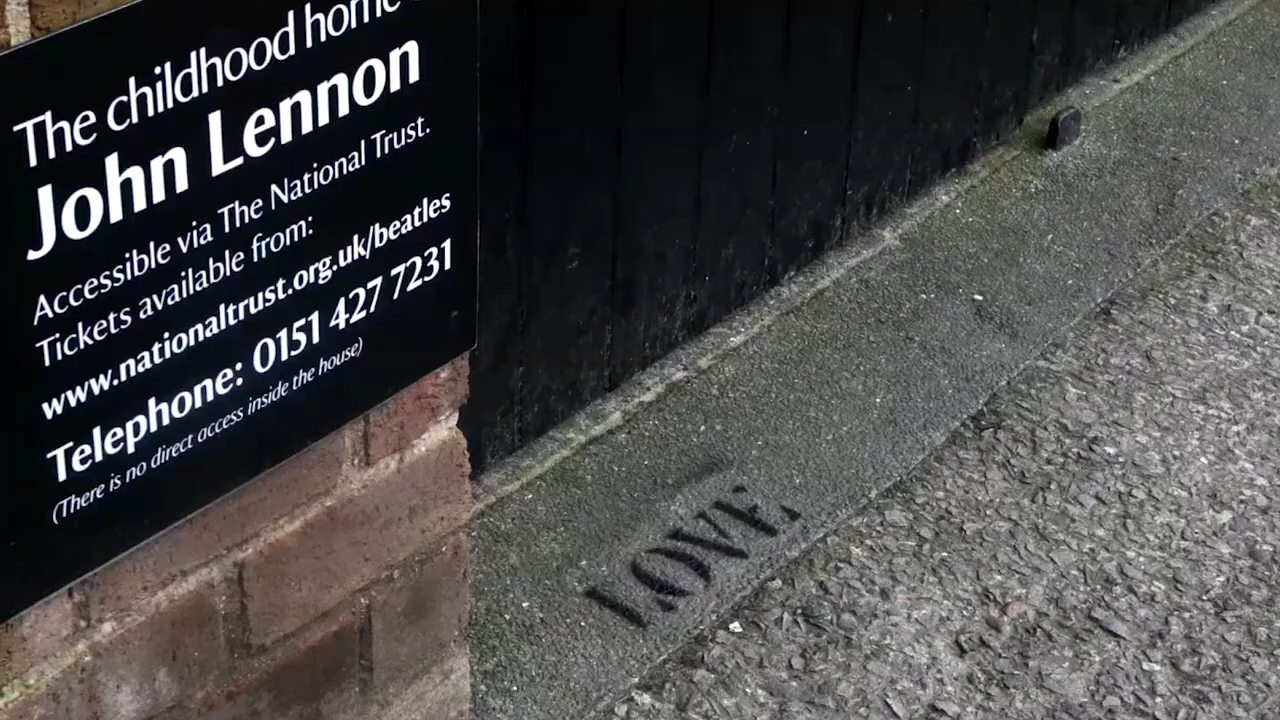 The childhood home
John Lennon
Accessible via The National Trust.
Tickets available from:
www.nationaltrust.org.uk/beatles
Telephone: 0151 427 7231
(There is no direct access inside the house)
LOVE